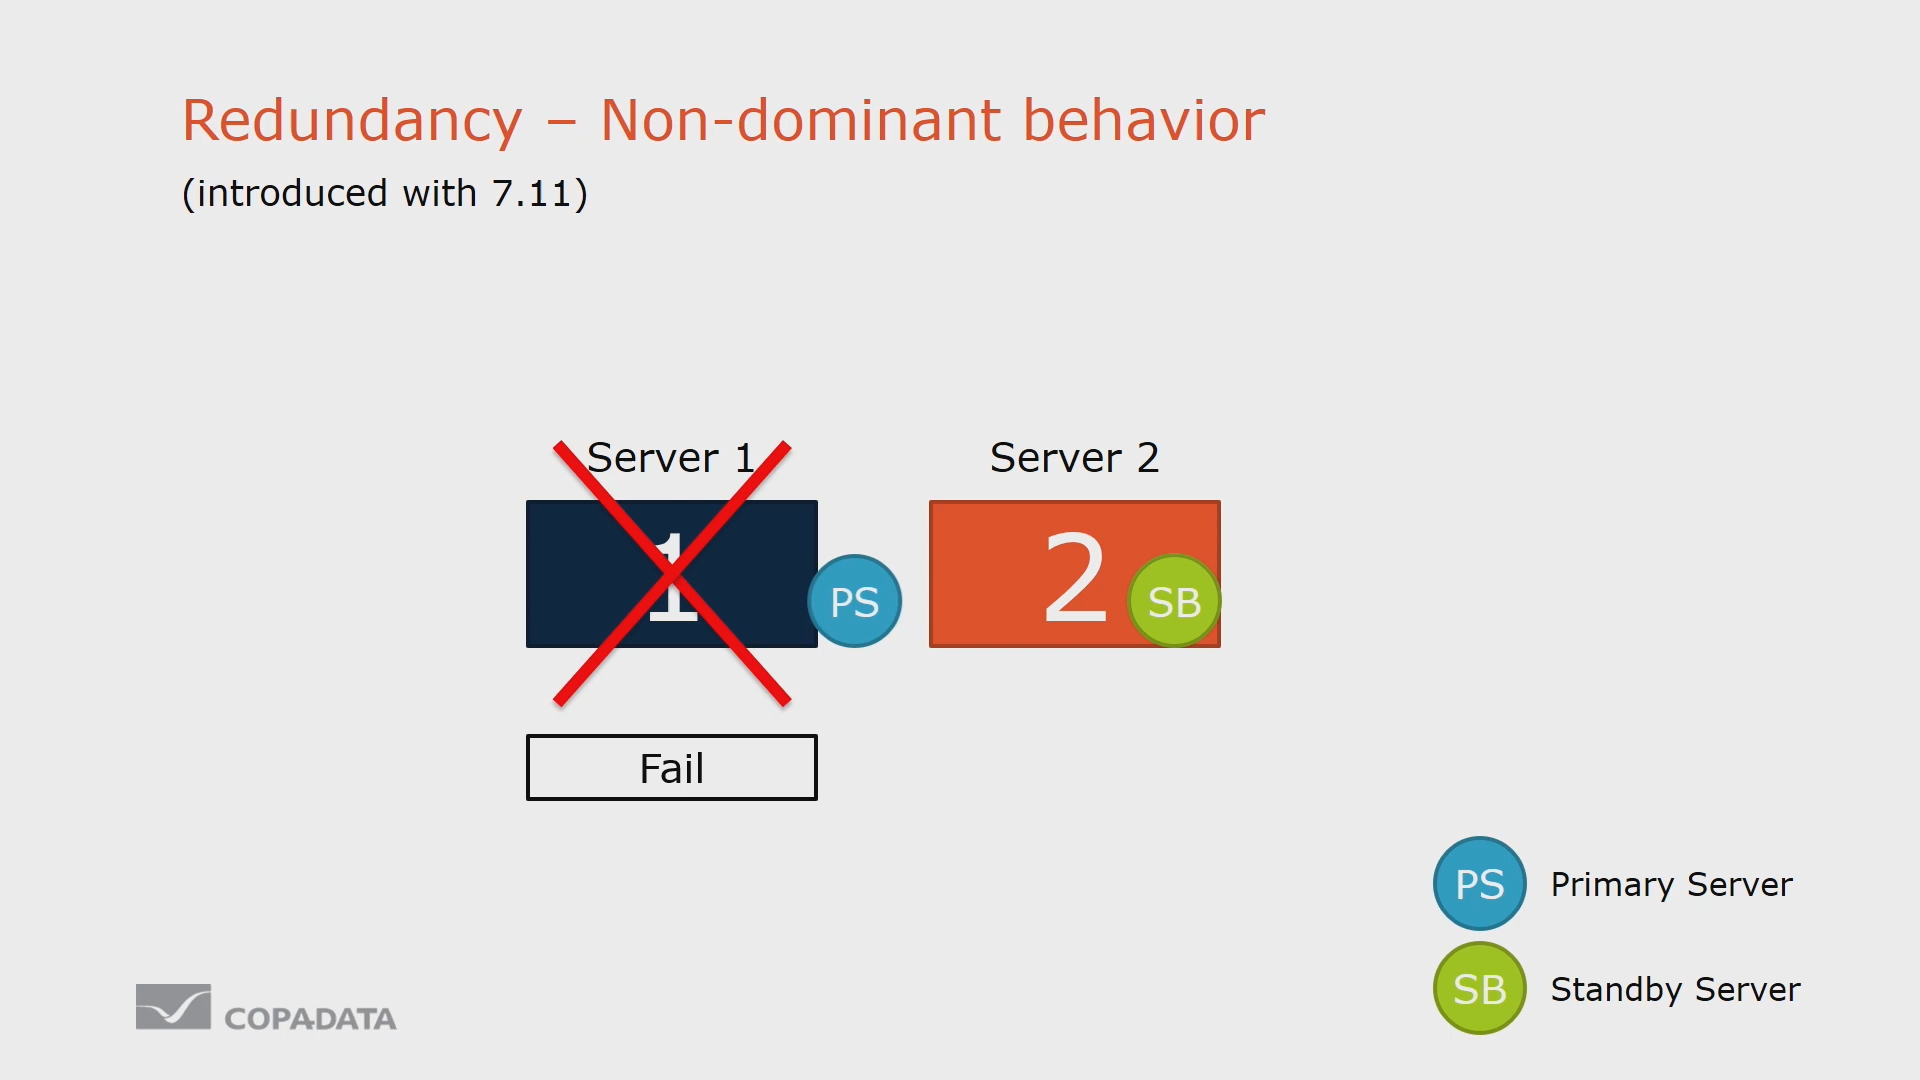 Redundancy – Non-dominant behavior
(introduced with 7.11)
Server 1
Server 2
1
PS
2
SB
Fail
PS
Primary Server
SB
Standby Server
COPADATA